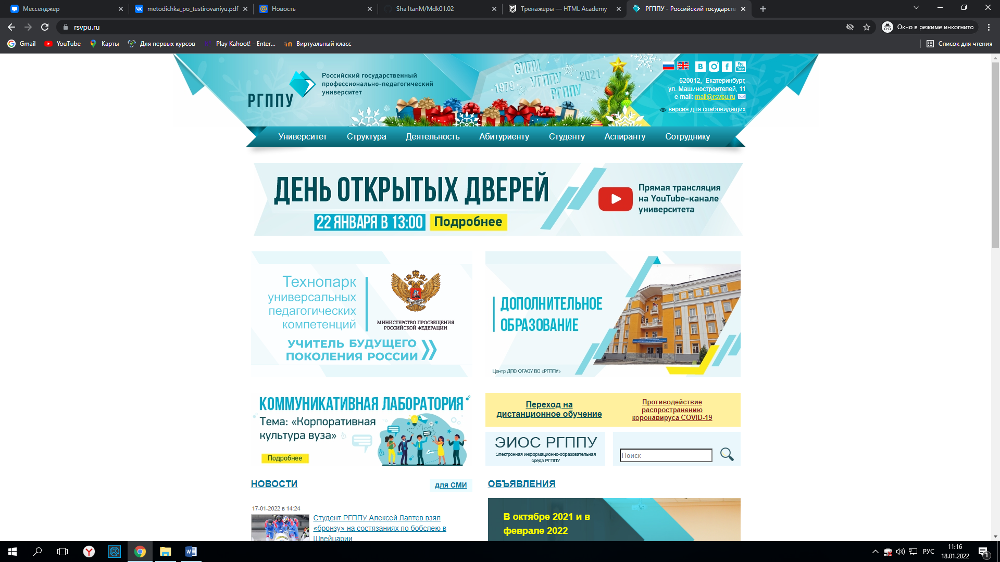 Мессенджер
metodichka_po_testirovaniyu.pdf
Новость
Sha1tanM/Mdk01.02
Тренажёры — HTML Academy
РГППУ - Российский государств
rsvpu.ru
Окно в режиме инкогнито
Gmail
YouTube
Карты
Для первых курсов
Play Kahoot! - Enter...
Виртуальный класс
Список для чтения
РГППУ
Российский государственный
профессионально-педагогический
университет
СИПИ
1979 УГППУ 2021
РГППУ
You
Tube
620012, Екатеринбург,
ул. Машиностроителей, 11
e-mail: mail@rsvpu.ru
версия для слабовидящих
Университет
Структура
Деятельность
Абитуриенту
Студенту
Аспиранту
Сотруднику
ДЕНЬ ОТКРЫТЫХ ДВЕРЕЙ
22 ЯНВАРЯ В 13:00
Подробнее
Прямая трансляция
на YouTube-канале
университета
Технопарк
универсальных
педагогических
компетенций
МИНИСТЕРСТВО ПРОСВЕЩЕНИЯ
РОССИЙСКОЙ ФЕДЕРАЦИИ
УЧИТЕЛЬ БУДУЩЕГО
ПОКОЛЕНИЯ РОССИИ
ДОПОЛНИТЕЛЬНОЕ
ОБРАЗОВАНИЕ
Центр ДПО ФГАОУ ВО «РГППУ»
КОММУНИКАТИВНАЯ ЛАБОРАТОРИЯ
Тема: «Корпоративная
культура вуза»
Подробнее
Переход на
дистанционное обучение
Противодействие
распространению
коронавируса COVID-19
ЭИОС РГППУ
Электронная информационно-образовательная
среда РГППУ
Поиск
НОВОСТИ
для СМИ
ОБЪЯВЛЕНИЯ
17-01-2022 в 14:24
Студент РГППУ Алексей Лаптев взял
«бронзу» на состязаниях по бобслею в
Швейцарии
В октябре 2021 и в
феврале 2022
РУС
11:16
18.01.2022
1